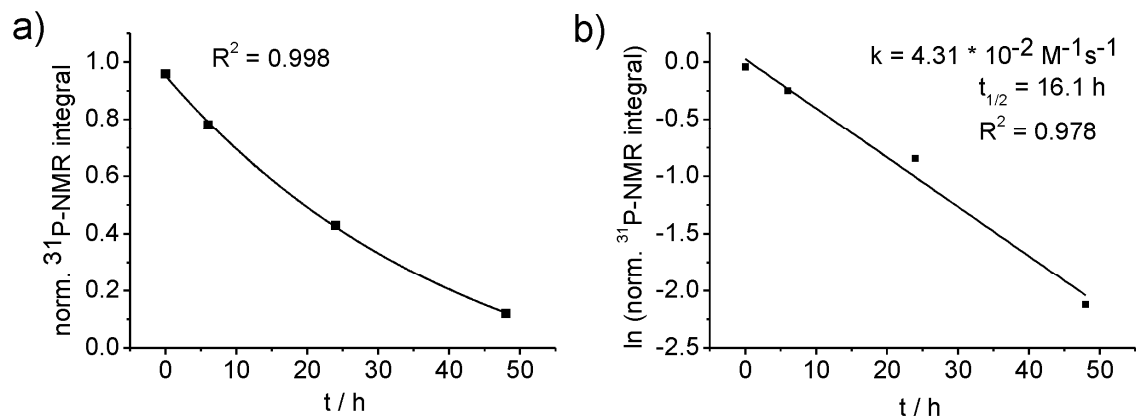 a)
R² = 0.998
norm. ³¹P-NMR integral
1.0
0.8
0.6
0.4
0.2
0.0
0 10 20 30 40 50
t / h
b)
k = 4.31 * 10⁻² M⁻¹s⁻¹
t₁/₂ = 16.1 h
R² = 0.978
ln (norm. ³¹P-NMR integral)
0.0
-0.5
-1.0
-1.5
-2.0
-2.5
0 10 20 30 40 50
t / h